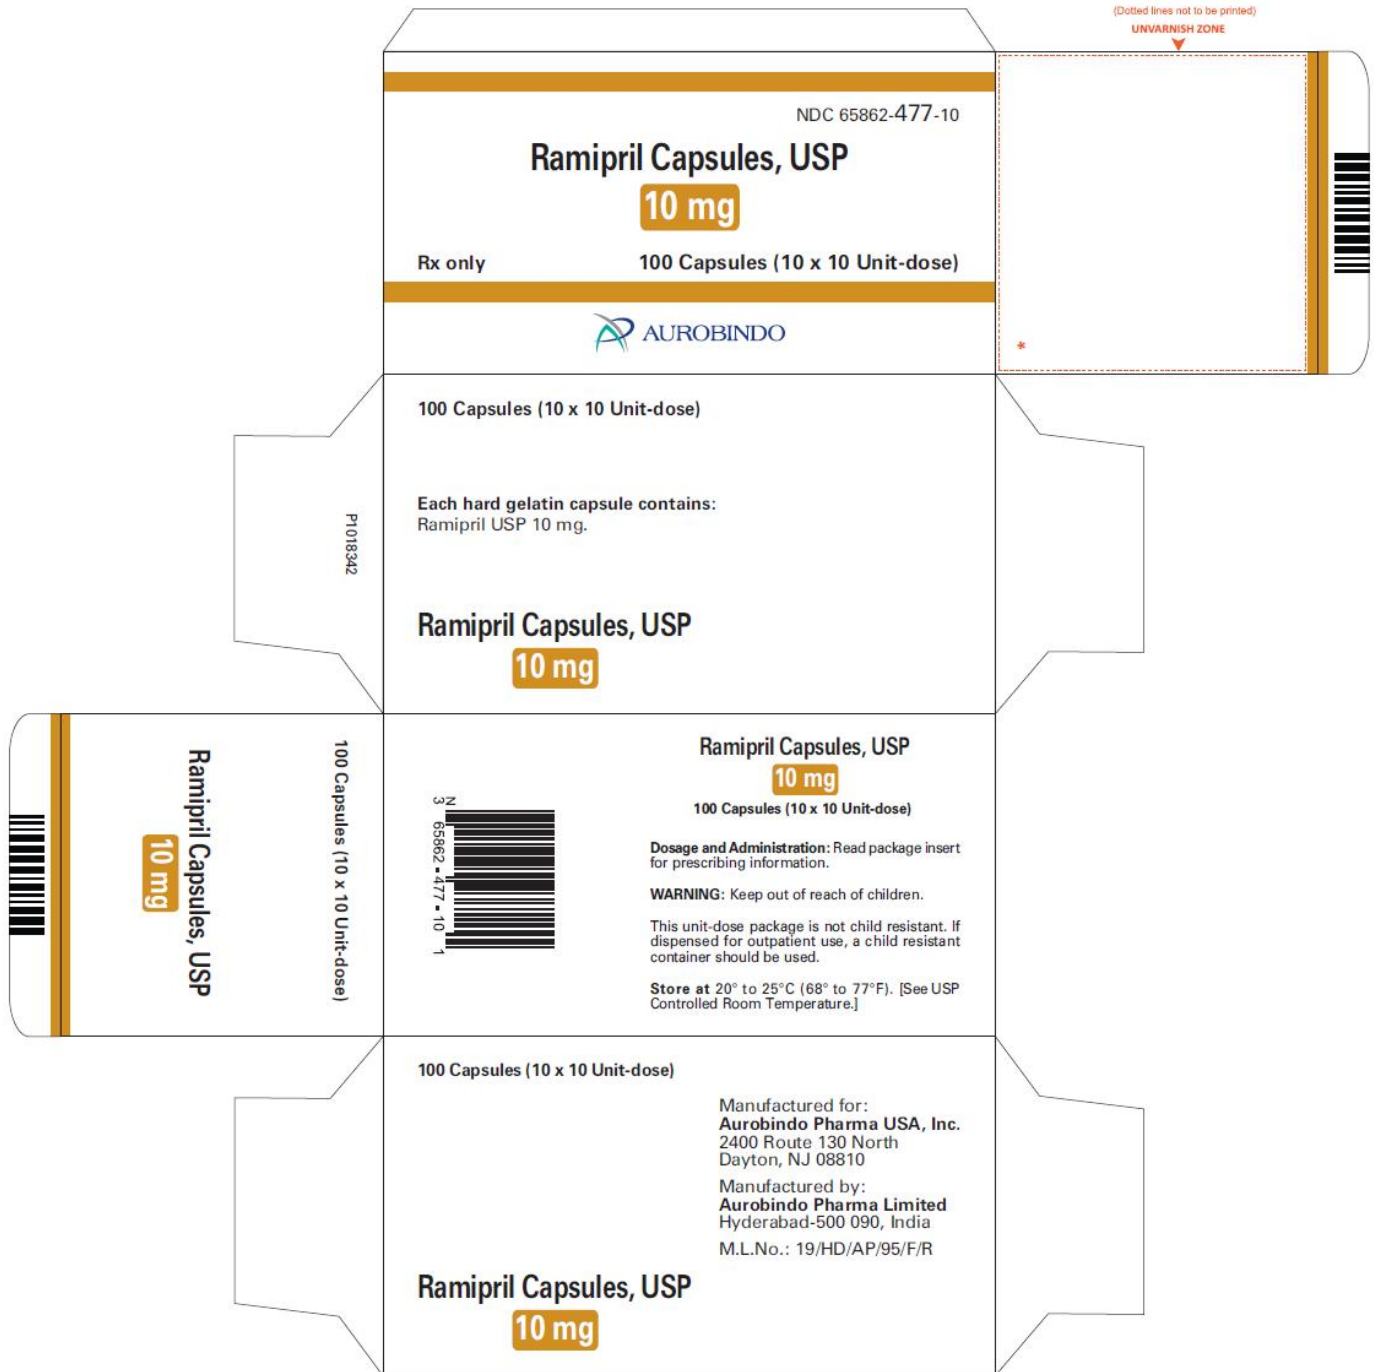 (Dotted lines not to be printed)
UNVARNISH ZONE
NDC 65862-477-10
Ramipril Capsules, USP
10 mg
Rx only
100 Capsules (10 x 10 Unit-dose)
AUROBINDO
*
100 Capsules (10 x 10 Unit-dose)
Each hard gelatin capsule contains:
Ramipril USP 10 mg.
P1018342
Ramipril Capsules, USP
10 mg
100 Capsules (10 x 10 Unit-dose)
Ramipril Capsules, USP
10 mg
N
3 65862-477-10 1
Ramipril Capsules, USP
10 mg
100 Capsules (10 x 10 Unit-dose)
Dosage and Administration: Read package insert
for prescribing information.
WARNING: Keep out of reach of children.
This unit-dose package is not child resistant. If
dispensed for outpatient use, a child resistant
container should be used.
Store at 20° to 25°C (68° to 77°F). [See USP
Controlled Room Temperature.]
100 Capsules (10 x 10 Unit-dose)
Manufactured for:
Aurobindo Pharma USA, Inc.
2400 Route 130 North
Dayton, NJ 08810
Manufactured by:
Aurobindo Pharma Limited
Hyderabad-500 090, India
M.L.No.: 19/HD/AP/95/F/R
Ramipril Capsules, USP
10 mg